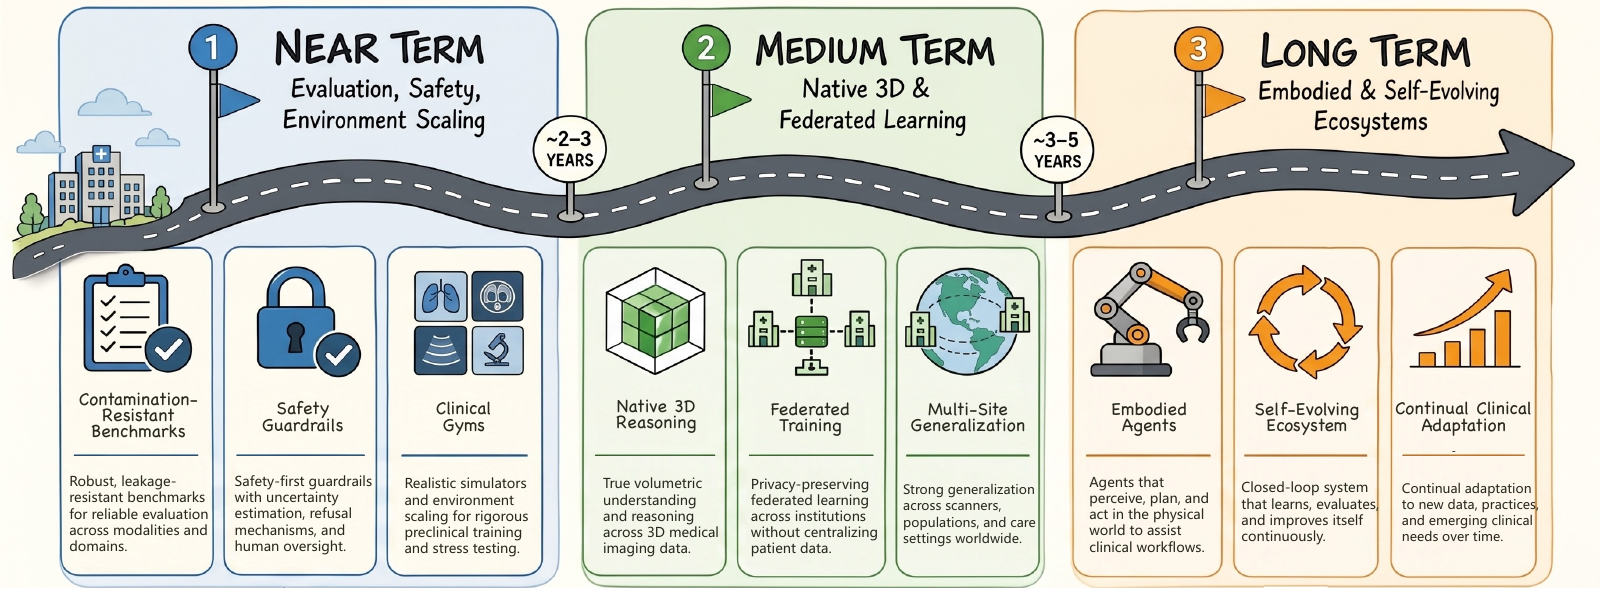 1
NEAR TERM
Evaluation, Safety,
Environment Scaling
~2–3
YEARS
2
MEDIUM TERM
Native 3D &
Federated Learning
~3–5
YEARS
3
LONG TERM
Embodied & Self-Evolving
Ecosystems
Contamination-
Resistant
Benchmarks
Robust, leakage-
resistant benchmarks
for reliable evaluation
across modalities and
domains.
Safety
Guardrails
Safety-first guardrails
with uncertainty
estimation, refusal
mechanisms, and
human oversight.
Clinical
Gyms
Realistic simulators
and environment
scaling for rigorous
preclinical training
and stress testing.
Native 3D
Reasoning
True volumetric
understanding
and reasoning
across 3D medical
imaging data.
Federated
Training
Privacy-preserving
federated learning
across institutions
without centralizing
patient data.
Multi-Site
Generalization
Strong generalization
across scanners,
populations, and care
settings worldwide.
Embodied
Agents
Agents that
perceive, plan, and
act in the physical
world to assist
clinical workflows.
Self-Evolving
Ecosystem
Closed-loop system
that learns, evaluates,
and improves itself
continuously.
Continual Clinical
Adaptation
Continual adaptation
to new data, practices,
and emerging clinical
needs over time.